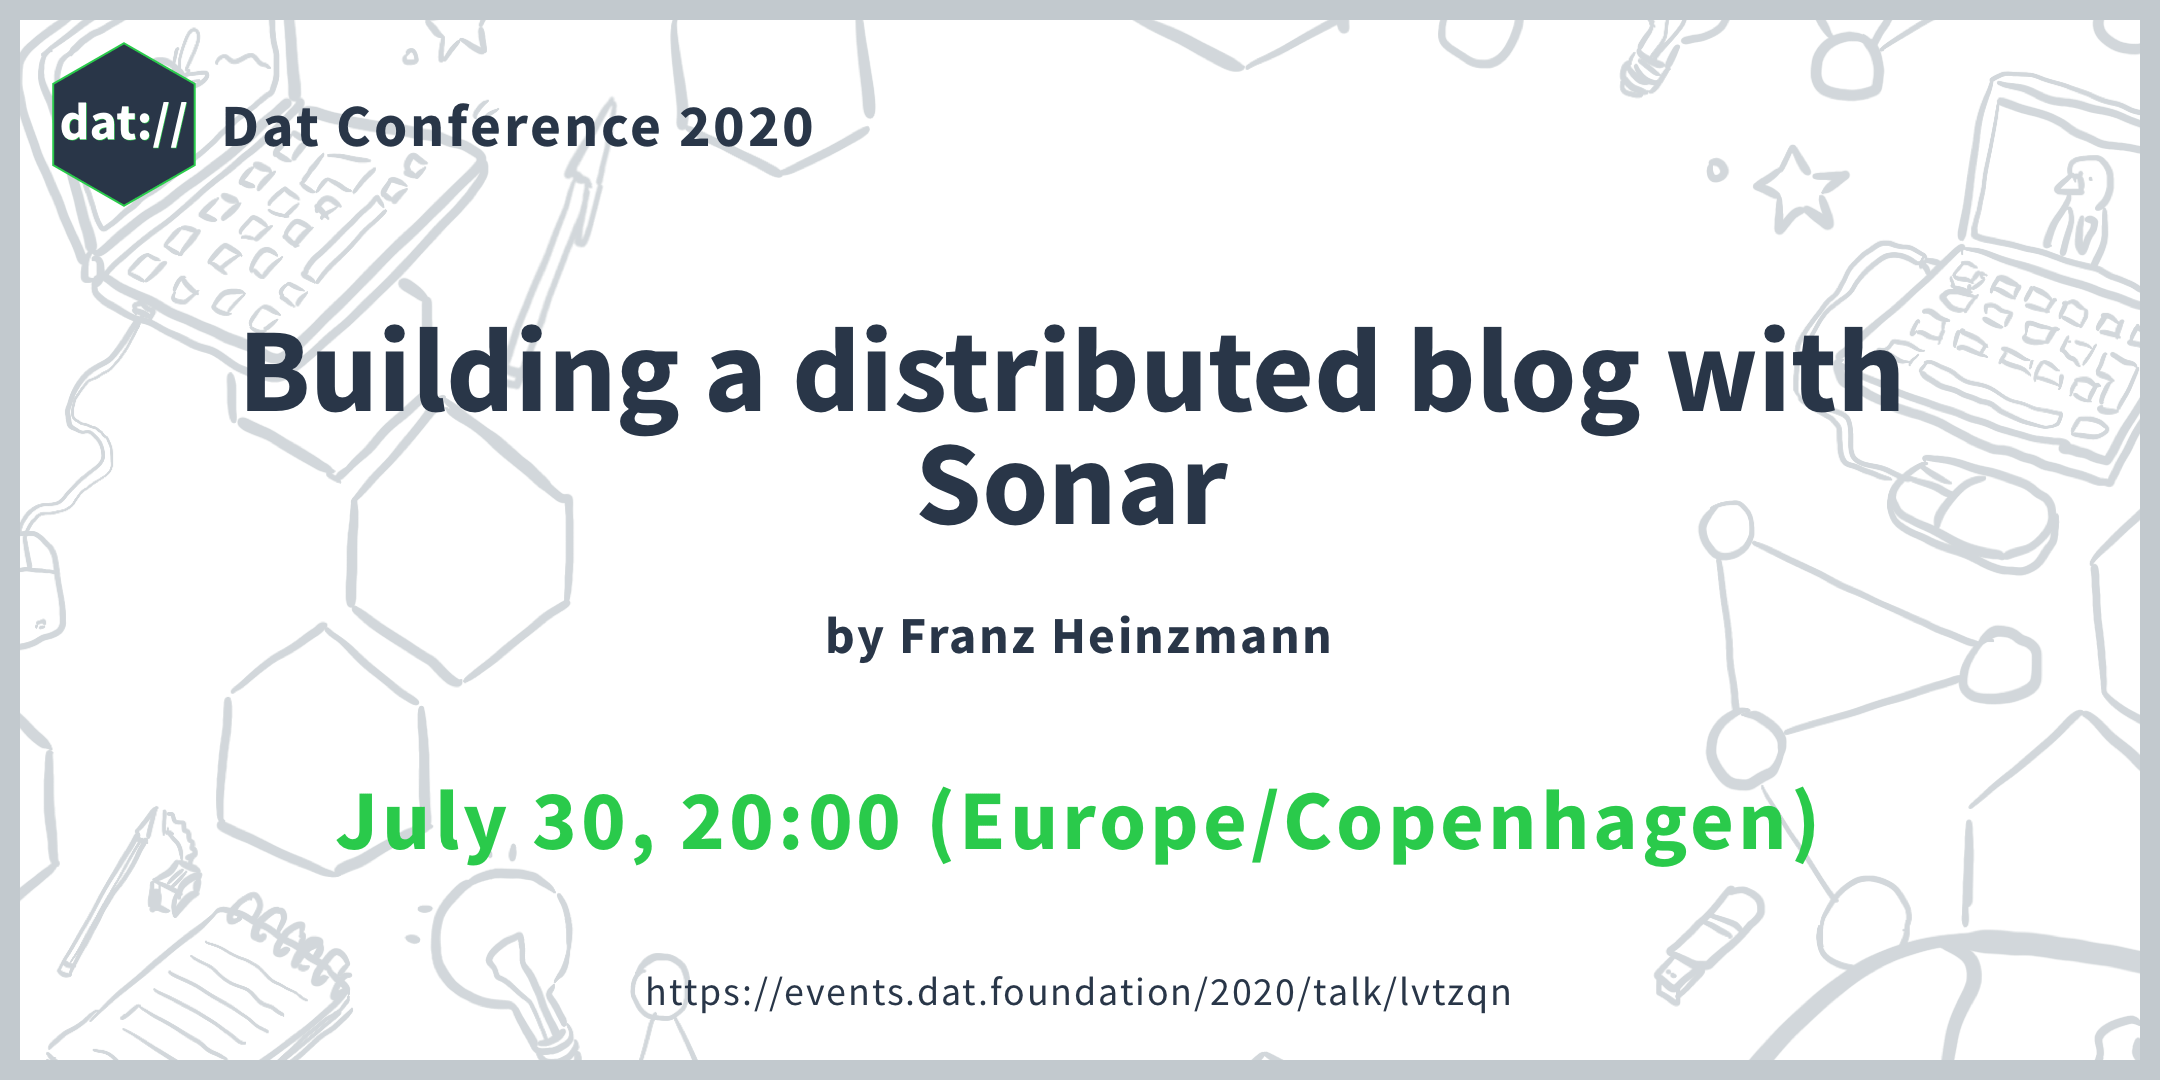 dat://
Dat Conference 2020
Building a distributed blog with
Sonar
by Franz Heinzmann
July 30, 20:00 (Europe/Copenhagen)
https://events.dat.foundation/2020/talk/lvtzqn